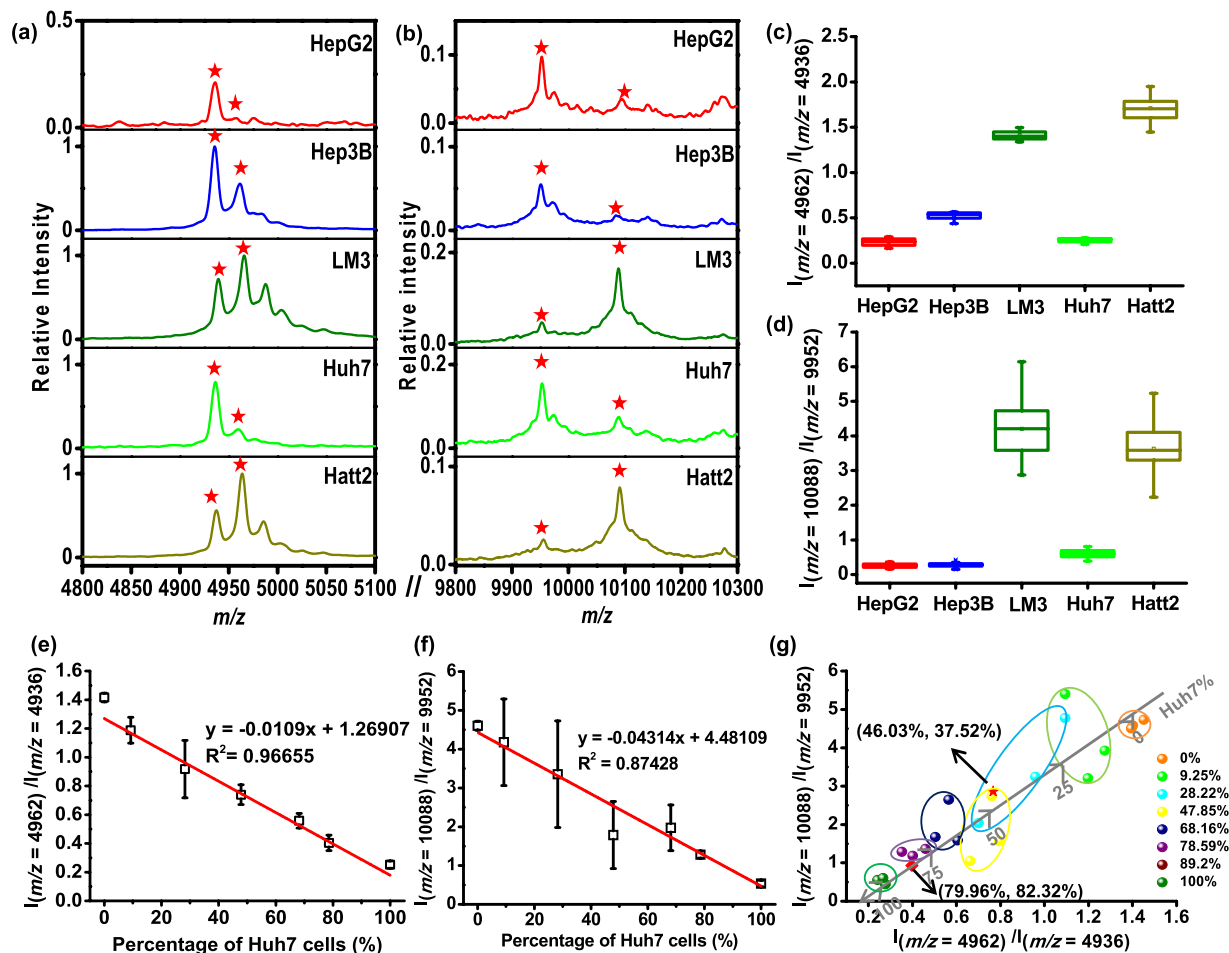 (a)
0.5
HepG2
0.0
1
Hep3B
0
1
LM3
0
1
Huh7
0
1
Hatt2
0
4800 4850 4900 4950 5000 5050 5100
m/z
Relative Intensity
//
(b)
0.1
HepG2
0.0
0.1
Hep3B
0.0
0.2
LM3
0.0
0.2
Huh7
0.0
0.1
Hatt2
0.0
9800 9900 10000 10100 10200 10300
m/z
Relative intensity
(c)
2.5
2.0
1.5
1.0
0.5
0.0
HepG2 Hep3B LM3 Huh7 Hatt2
I(m/z = 4962) /I(m/z = 4936)
(d)
7
6
5
4
3
2
1
0
HepG2 Hep3B LM3 Huh7 Hatt2
I(m/z = 10088) /I(m/z = 9952)
(e)
1.6
1.4
1.2
1.0
0.8
0.6
0.4
0.2
0.0
y = -0.0109x + 1.26907
R²= 0.96655
0 20 40 60 80 100
Percentage of Huh7 cells (%)
I(m/z = 4962) /I(m/z = 4936)
(f)
6
5
4
3
2
1
0
y = -0.04314x + 4.48109
R² = 0.87428
0 20 40 60 80 100
Percentage of Huh7 cells (%)
I(m/z = 10088) /I(m/z = 9952)
(g)
6
5
4
3
2
1
0
Huh7%
0
25
50
75
100
(46.03%, 37.52%)
(79.96%, 82.32%)
0%
9.25%
28.22%
47.85%
68.16%
78.59%
89.2%
100%
0.2 0.4 0.6 0.8 1.0 1.2 1.4 1.6
I(m/z = 4962) /I(m/z = 4936)
I(m/z = 10088) /I(m/z = 9952)